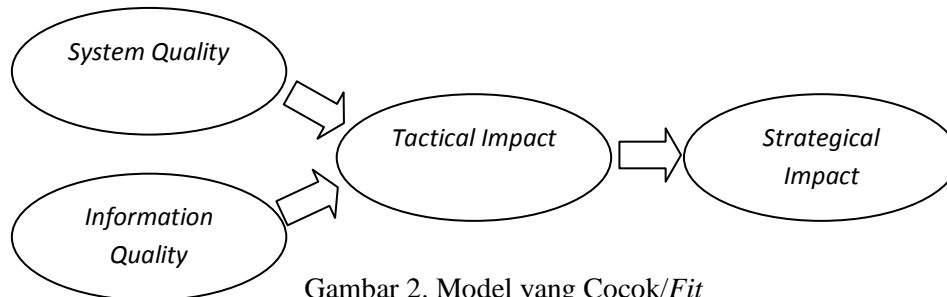 System Quality
Tactical Impact
Strategical
Impact
Information
Quality
Gambar 2. Model yang Cocok/Fit